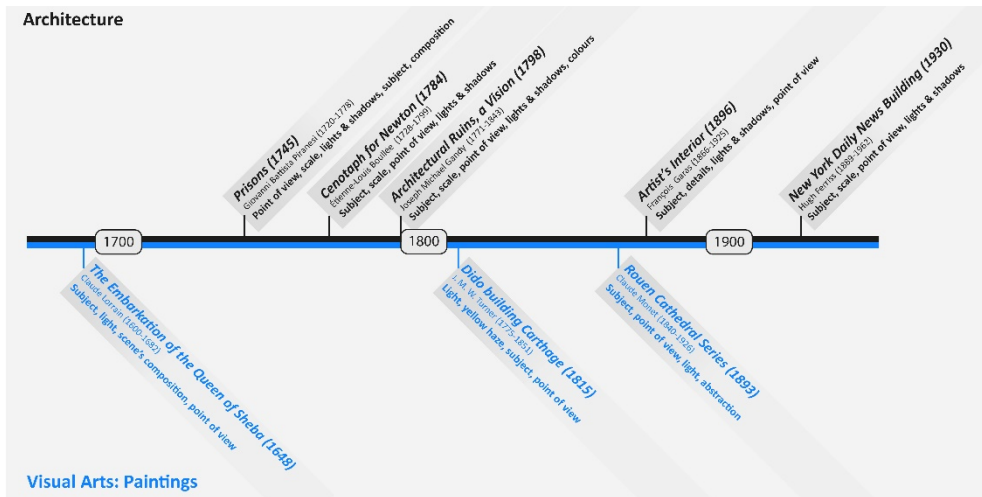 Architecture
Prisons (1745)
Giovanni Battista Piranesi (1720-1778)
Point of view, scale, lights & shadows, subject, composition
Cenotaph for Newton (1784)
Étienne-Louis Boullee (1728-1799)
Subject, scale, point of view, lights & shadows
Architectural Ruins, a Vision (1798)
Joseph Michael Gandy (1771-1843)
Subject, scale, point of view, lights & shadows, colours
Artist's Interior (1896)
François Garas (1866-1925)
Subject, details, lights & shadows, point of view
New York Daily News Building (1930)
Hugh Ferriss (1889-1962)
Subject, scale, point of view, lights & shadows
1700
1800
1900
The Embarkation of the Queen of Sheba (1648)
Claude Lorrain (1600-1682)
Subject, light, scene's composition, point of view
Dido building Carthage (1815)
J. M. W. Turner (1775-1851)
Light, yellow haze, subject, point of view
Rouen Cathedral Series (1893)
Claude Monet (1840-1926)
Subject, point of view, light, abstraction
Visual Arts: Paintings